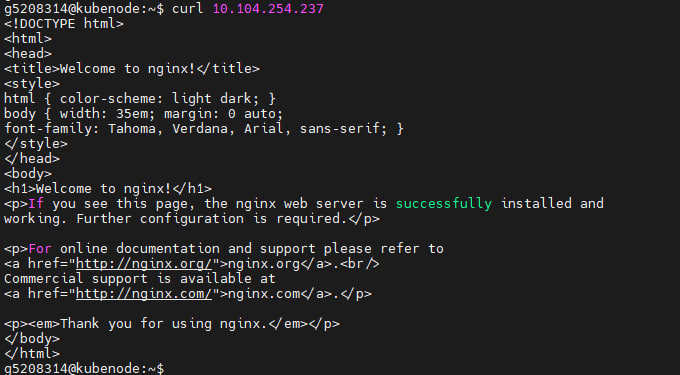 g5208314@kubenode:~$ curl 10.104.254.237
<!DOCTYPE html>
<html>
<head>
<title>Welcome to nginx!</title>
<style>
html { color-scheme: light dark; }
body { width: 35em; margin: 0 auto;
font-family: Tahoma, Verdana, Arial, sans-serif; }
</style>
</head>
<body>
<h1>Welcome to nginx!</h1>
<p>If you see this page, the nginx web server is successfully installed and
working. Further configuration is required.</p>

<p>For online documentation and support please refer to
<a href="http://nginx.org/">nginx.org</a>.<br/>
Commercial support is available at
<a href="http://nginx.com/">nginx.com</a>.</p>

<p><em>Thank you for using nginx.</em></p>
</body>
</html>
g5208314@kubenode:~$